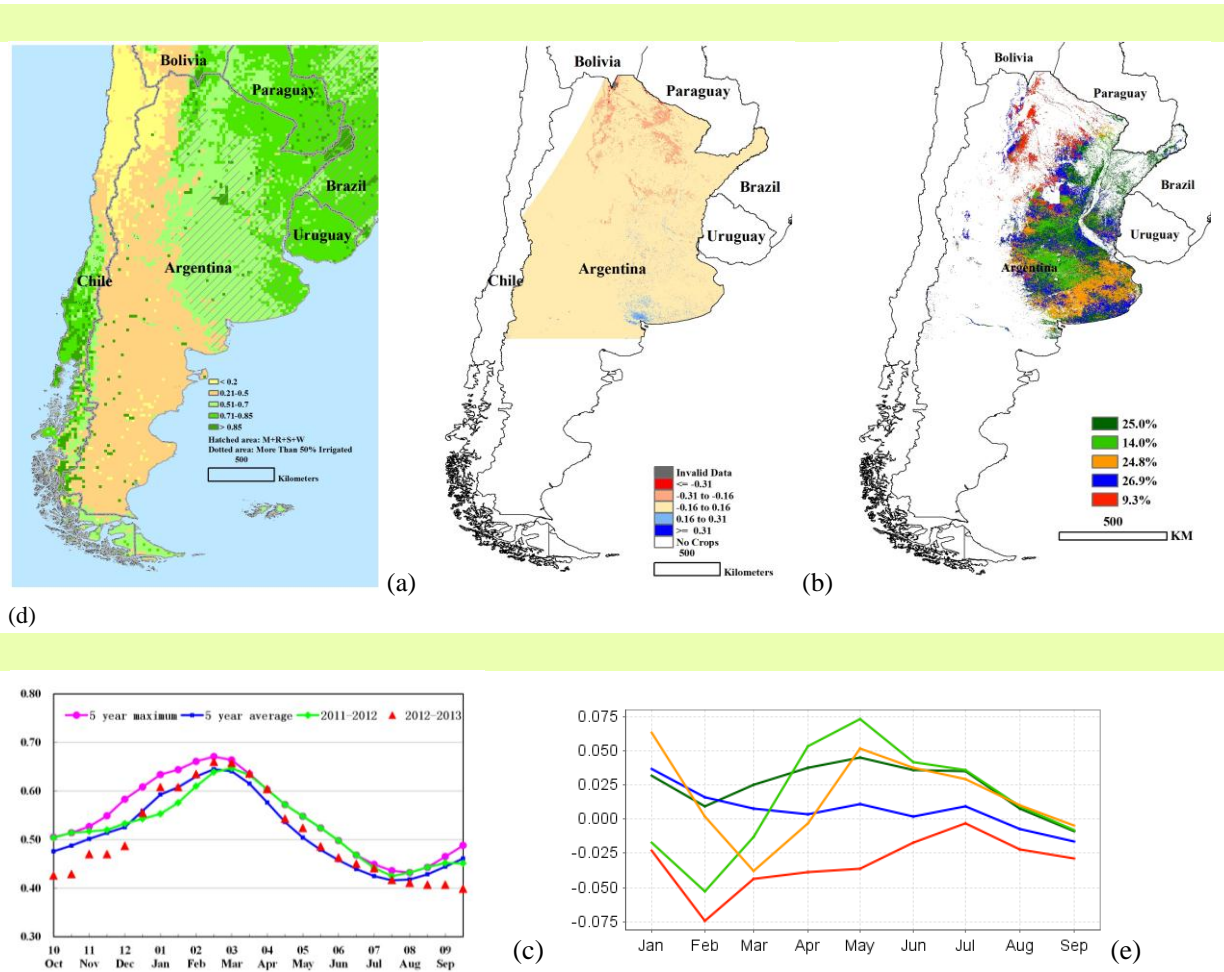 Bolivia
Paraguay
Brazil
Uruguay
Argentina
Chile
< 0.2
0.21-0.5
0.51-0.7
0.71-0.85
> 0.85
Hatched area: M+R+S+W
Dotted area: More Than 50% Irrigated
500
Kilometers
(a)
Bolivia
Paraguay
Brazil
Uruguay
Argentina
Chile
Invalid Data
<= -0.31
-0.31 to -0.16
-0.16 to 0.16
0.16 to 0.31
>= 0.31
No Crops
500
Kilometers
(b)
Bolivia
Paraguay
Brazil
Uruguay
Argentina
Chile
25.0%
14.0%
24.8%
26.9%
9.3%
500
KM
(d)
0.80
0.70
0.60
0.50
0.40
0.30
5 year maximum 5 year average 2011-2012 2012-2013
10 11 12 01 02 03 04 05 06 07 08 09
Oct Nov Dec Jan Feb Mar Apr May Jun Jul Aug Sep
(c)
0.075
0.050
0.025
0.000
-0.025
-0.050
-0.075
Jan Feb Mar Apr May Jun Jul Aug Sep
(e)